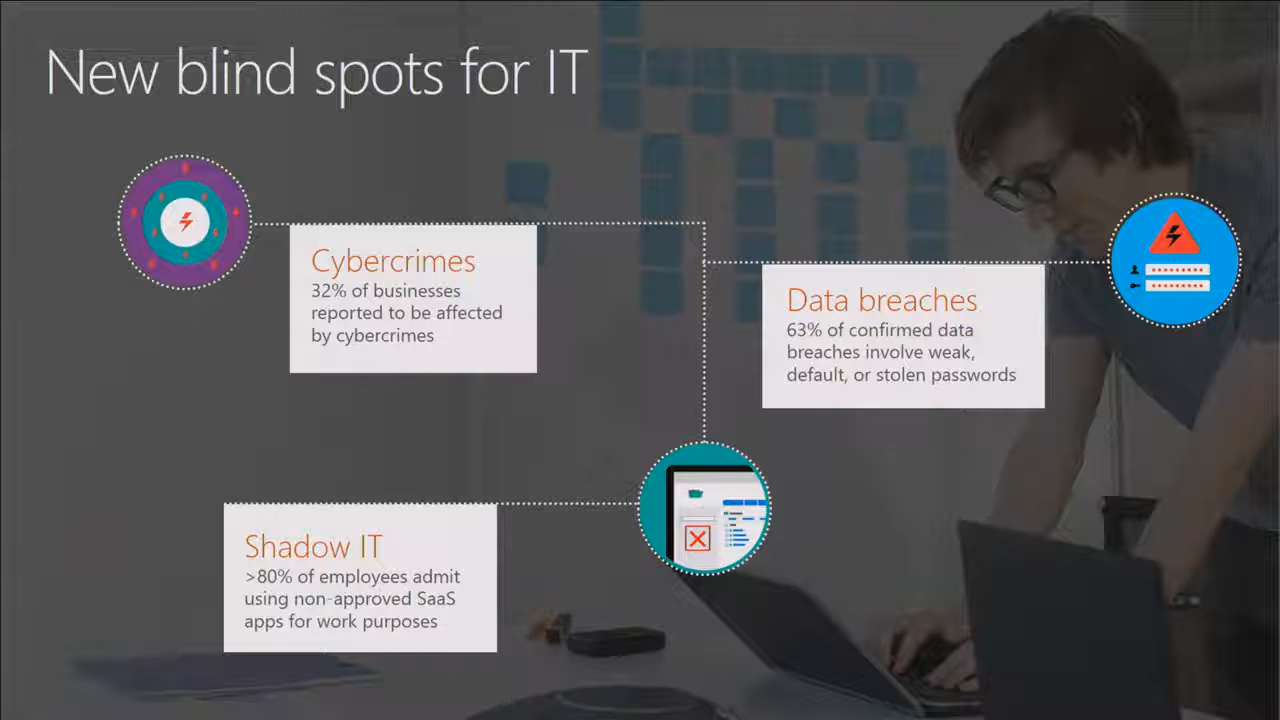 New blind spots for IT
Cybercrimes
32% of businesses
reported to be affected
by cybercrimes
Data breaches
63% of confirmed data
breaches involve weak,
default, or stolen passwords
Shadow IT
>80% of employees admit
using non-approved SaaS
apps for work purposes